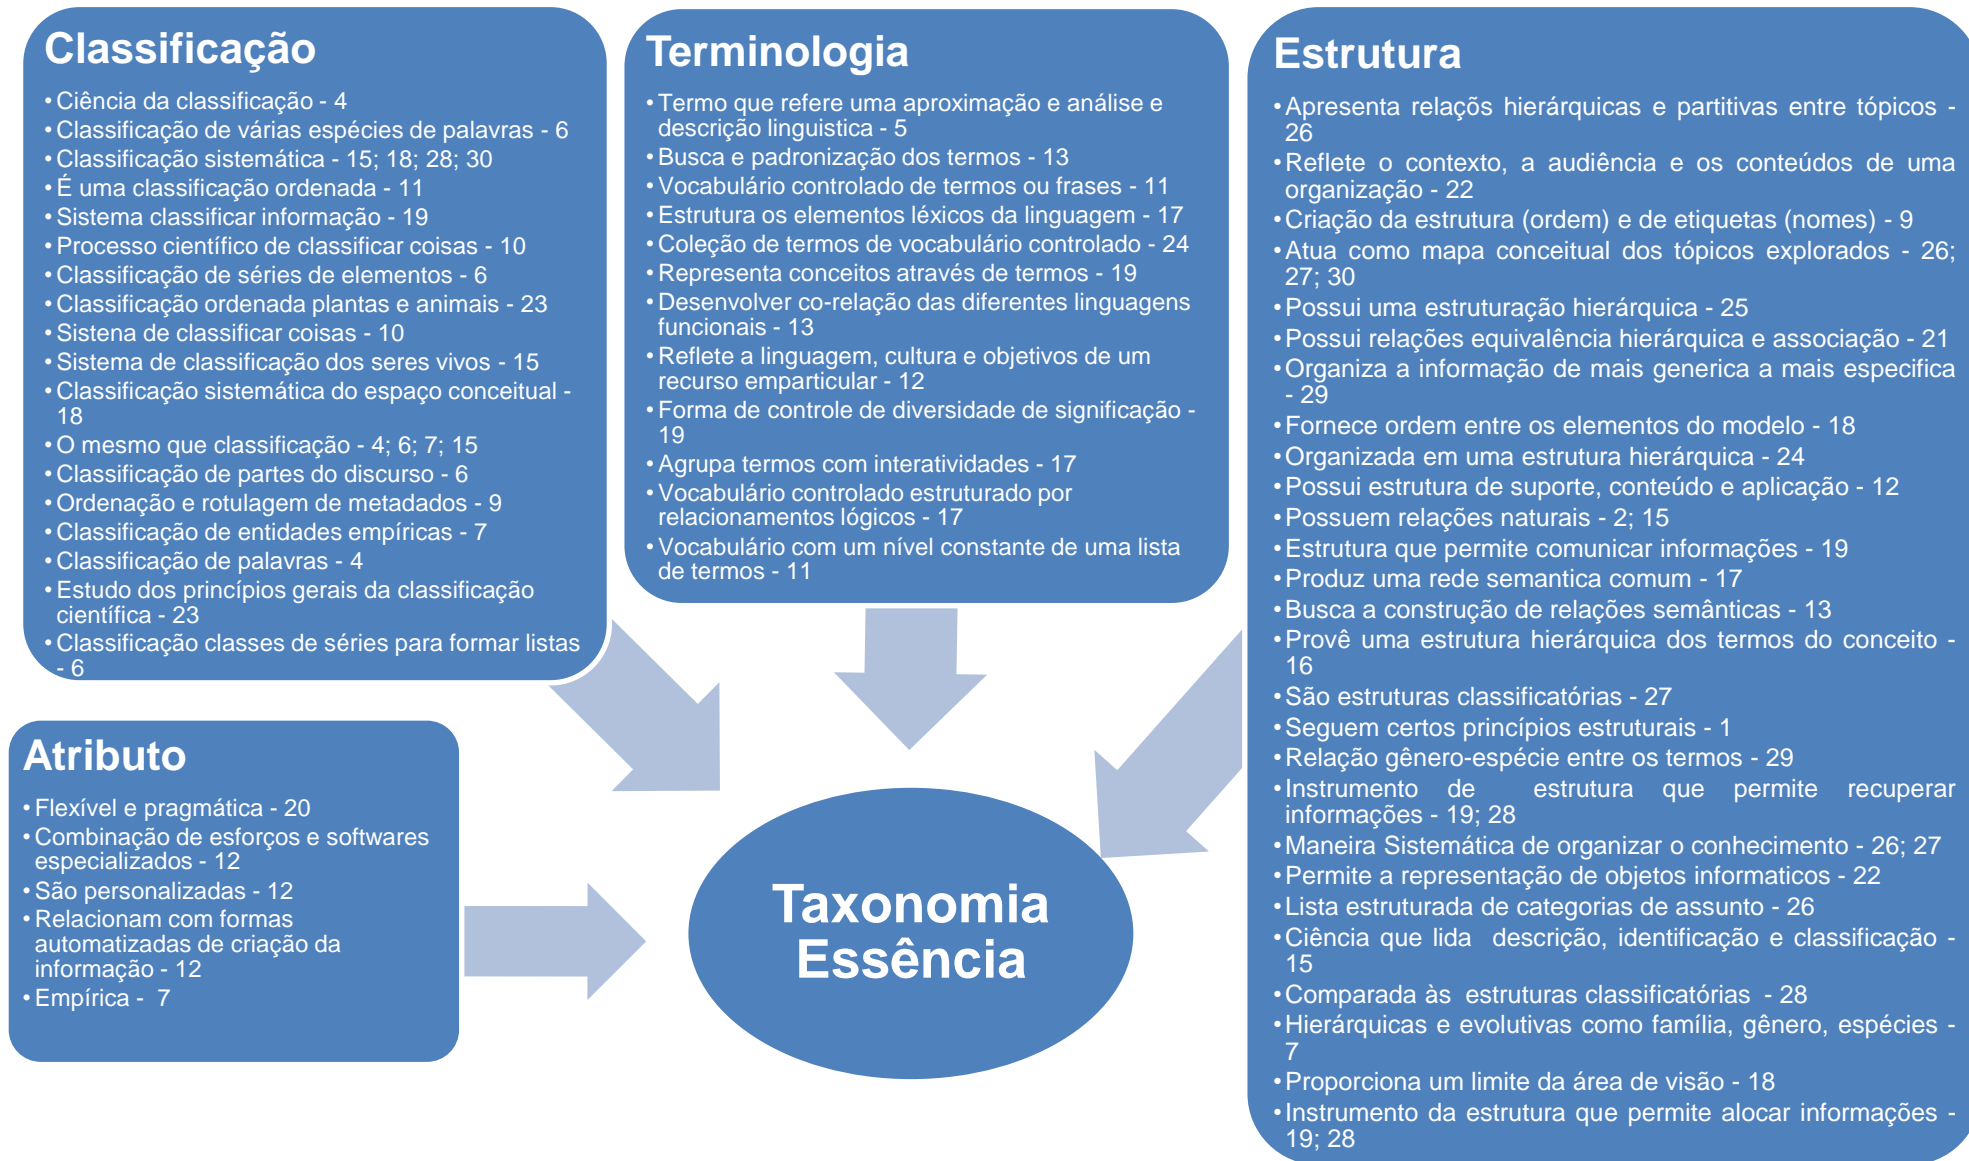 Classificação
• Ciência da classificação - 4
• Classificação de várias espécies de palavras - 6
• Classificação sistemática - 15; 18; 28; 30
• É uma classificação ordenada - 11
• Sistema classificar informação - 19
• Processo científico de classificar coisas - 10
• Classificação de séries de elementos - 6
• Classificação ordenada plantas e animais - 23
• Sistena de classificar coisas - 10
• Sistema de classificação dos seres vivos - 15
• Classificação sistemática do espaço conceitual -
18
• O mesmo que classificação - 4; 6; 7; 15
• Classificação de partes do discurso - 6
• Ordenação e rotulagem de metadados - 9
• Classificação de entidades empíricas - 7
• Classificação de palavras - 4
• Estudo dos princípios gerais da classificação
científica - 23
• Classificação classes de séries para formar listas
- 6
Terminologia
• Termo que refere uma aproximação e análise e
descrição linguistica - 5
• Busca e padronização dos termos - 13
• Vocabulário controlado de termos ou frases - 11
• Estrutura os elementos léxicos da linguagem - 17
• Coleção de termos de vocabulário controlado - 24
• Representa conceitos através de termos - 19
• Desenvolver co-relação das diferentes linguagens
funcionais - 13
• Reflete a linguagem, cultura e objetivos de um
recurso emparticular - 12
• Forma de controle de diversidade de significação -
19
• Agrupa termos com interatividades - 17
• Vocabulário controlado estruturado por
relacionamentos lógicos - 17
• Vocabulário com um nível constante de uma lista
de termos - 11
Estrutura
• Apresenta relaçõs hierárquicas e partitivas entre tópicos -
26
• Reflete o contexto, a audiência e os conteúdos de uma
organização - 22
• Criação da estrutura (ordem) e de etiquetas (nomes) - 9
• Atua como mapa conceitual dos tópicos explorados - 26;
27; 30
• Possui uma estruturação hierárquica - 25
• Possui relações equivalência hierárquica e associação - 21
• Organiza a informação de mais generica a mais especifica
- 29
• Fornece ordem entre os elementos do modelo - 18
• Organizada em uma estrutura hierárquica - 24
• Possui estrutura de suporte, conteúdo e aplicação - 12
• Possuem relações naturais - 2; 15
• Estrutura que permite comunicar informações - 19
• Produz uma rede semantica comum - 17
• Busca a construção de relações semânticas - 13
• Provê uma estrutura hierárquica dos termos do conceito -
16
• São estruturas classificatórias - 27
• Seguem certos princípios estruturais - 1
• Relação gênero-espécie entre os termos - 29
• Instrumento de estrutura que permite recuperar
informações - 19; 28
• Maneira Sistemática de organizar o conhecimento - 26; 27
• Permite a representação de objetos informaticos - 22
• Lista estruturada de categorias de assunto - 26
• Ciência que lida descrição, identificação e classificação -
15
• Comparada às estruturas classificatórias - 28
• Hierárquicas e evolutivas como família, gênero, espécies -
7
• Proporciona um limite da área de visão - 18
• Instrumento da estrutura que permite alocar informações -
19; 28
Atributo
• Flexível e pragmática - 20
• Combinação de esforços e softwares
especializados - 12
• São personalizadas - 12
• Relacionam com formas
automatizadas de criação da
informação - 12
• Empírica - 7
Taxonomia
Essência